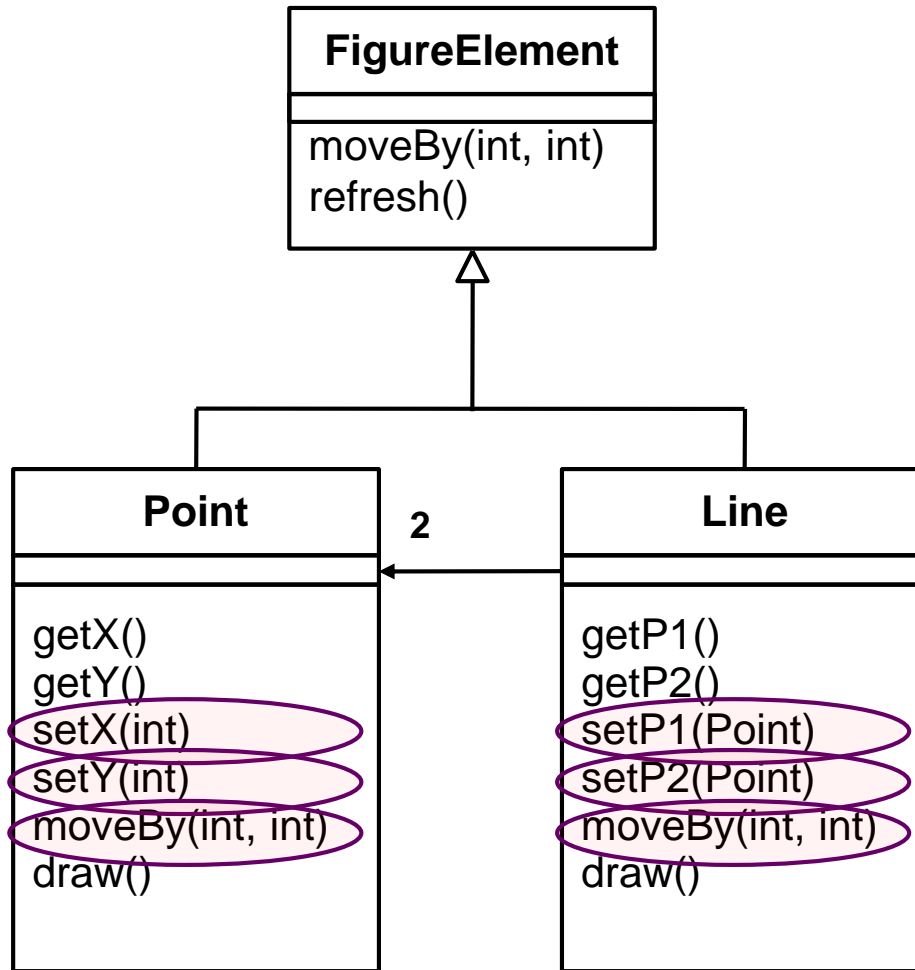 FigureElement
moveBy(int, int)
refresh()
Point
getX()
getY()
setX(int)
setY(int)
moveBy(int, int)
draw()
2
Line
getP1()
getP2()
setP1(Point)
setP2(Point)
moveBy(int, int)
draw()